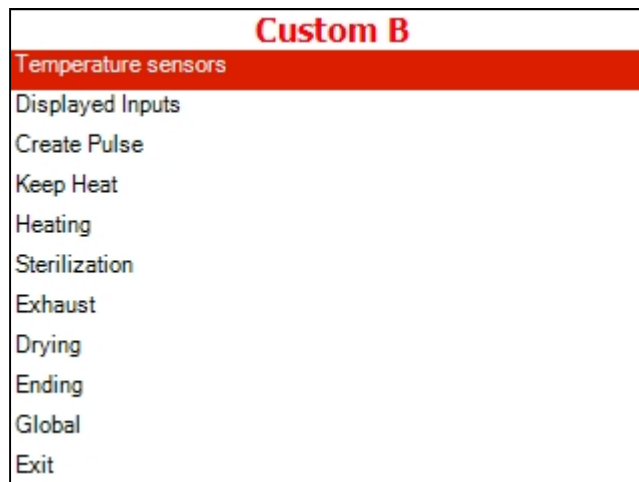 Custom B
Temperature sensors
Displayed Inputs
Create Pulse
Keep Heat
Heating
Sterilization
Exhaust
Drying
Ending
Global
Exit